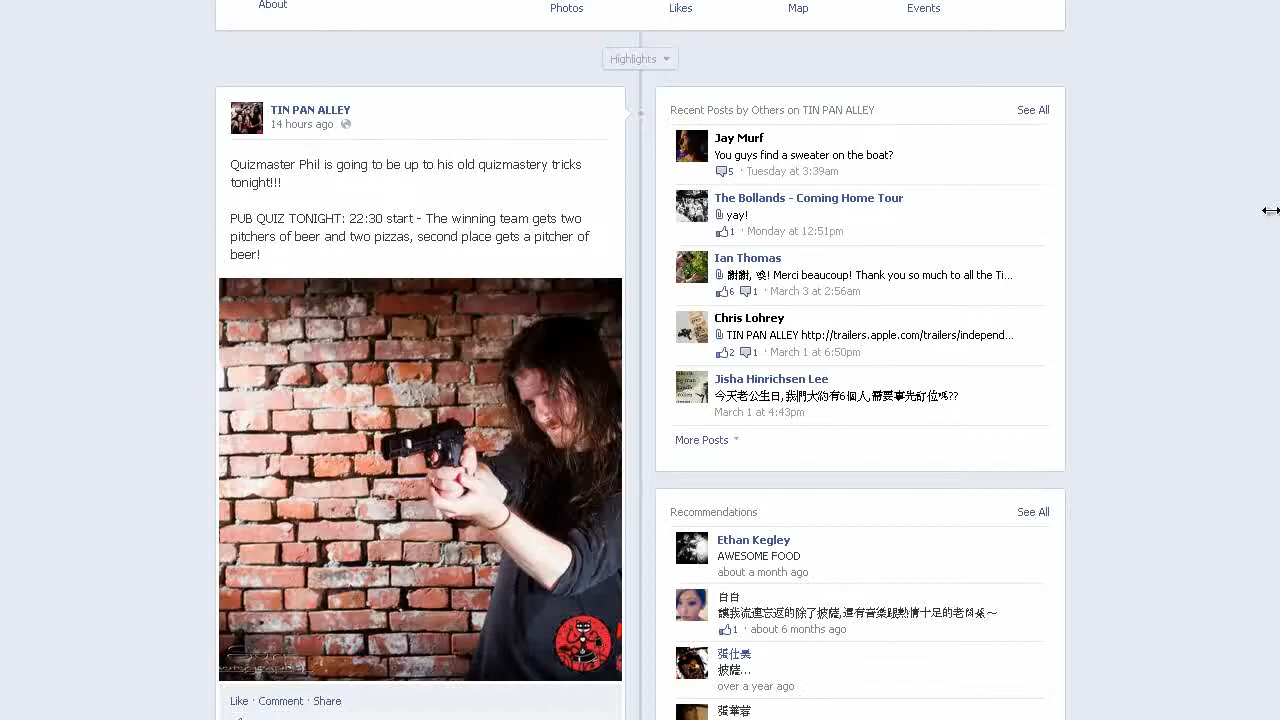 About
Photos
Likes
Map
Events
Highlights
TIN PAN ALLEY
14 hours ago
Quizmaster Phil is going to be up to his old quizmastery tricks
tonight!!!
PUB QUIZ TONIGHT: 22:30 start - The winning team gets two
pitchers of beer and two pizzas, second place gets a pitcher of
beer!
Like · Comment · Share
Recent Posts by Others on TIN PAN ALLEY
See All
Jay Murf
You guys find a sweater on the boat?
5 · Tuesday at 3:39am
The Bollands - Coming Home Tour
yay!
1 · Monday at 12:51pm
Ian Thomas
謝謝, Merci beaucoup! Thank you so much to all the Ti...
6 1 · March 3 at 2:56am
Chris Lohrey
TIN PAN ALLEY http://trailers.apple.com/trailers/independ...
2 1 · March 1 at 6:50pm
Jisha Hinrichsen Lee
今天老公生日,我們大約有6個人,需要事先訂位嗎??
March 1 at 4:43pm
More Posts
Recommendations
See All
Ethan Kegley
AWESOME FOOD
about a month ago
白白
1 · about 6 months ago
over a year ago